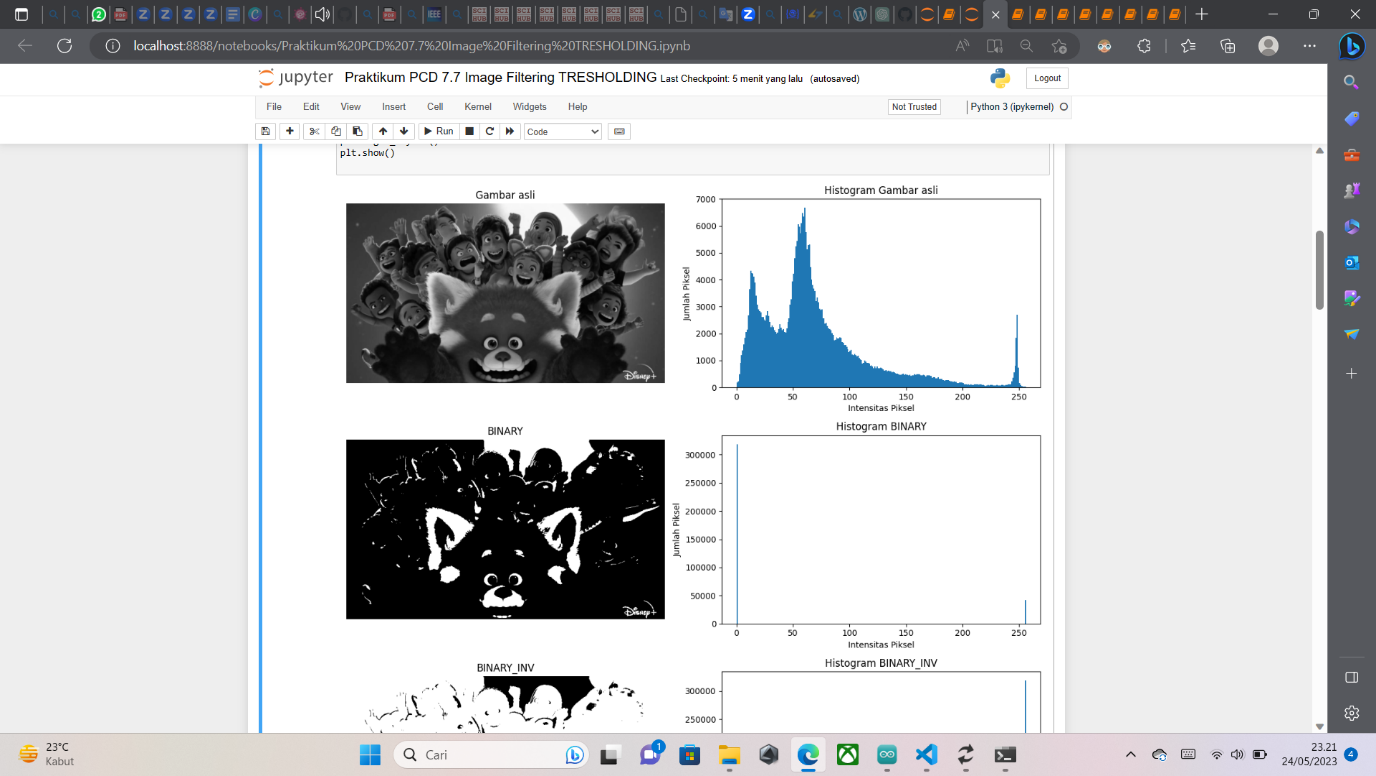 localhost:8888/notebooks/Praktikum%20PCD%207.7%20Image%20Filtering%20TRESHOLDING.ipynb
jupyter Praktikum PCD 7.7 Image Filtering TRESHOLDING Last Checkpoint: 5 menit yang lalu (autosaved) Logout
File Edit View Insert Cell Kernel Widgets Help Not Trusted Python 3 (ipykernel)
Run Code
plt.show()
Gambar asli
Histogram Gambar asli
7000
6000
5000
4000
3000
2000
1000
0
Jumlah Piksel
0 50 100 150 200 250
Intensitas Piksel
Disney+
BINARY
Histogram BINARY
300000
250000
200000
150000
100000
50000
0
Jumlah Piksel
0 50 100 150 200 250
Intensitas Piksel
Disney+
BINARY_INV
Histogram BINARY_INV
300000
250000
23°C
Kabut
Cari
1
23.21
24/05/2023
4